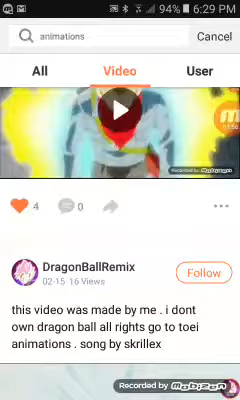 94% 6:29 PM
animations
Cancel
All Video User
Recorded by Mobizen
4 0
DragonBallRemix
02-15 16 Views
Follow
this video was made by me . i dont
own dragon ball all rights go to toei
animations . song by skrillex
Recorded by Mobizen